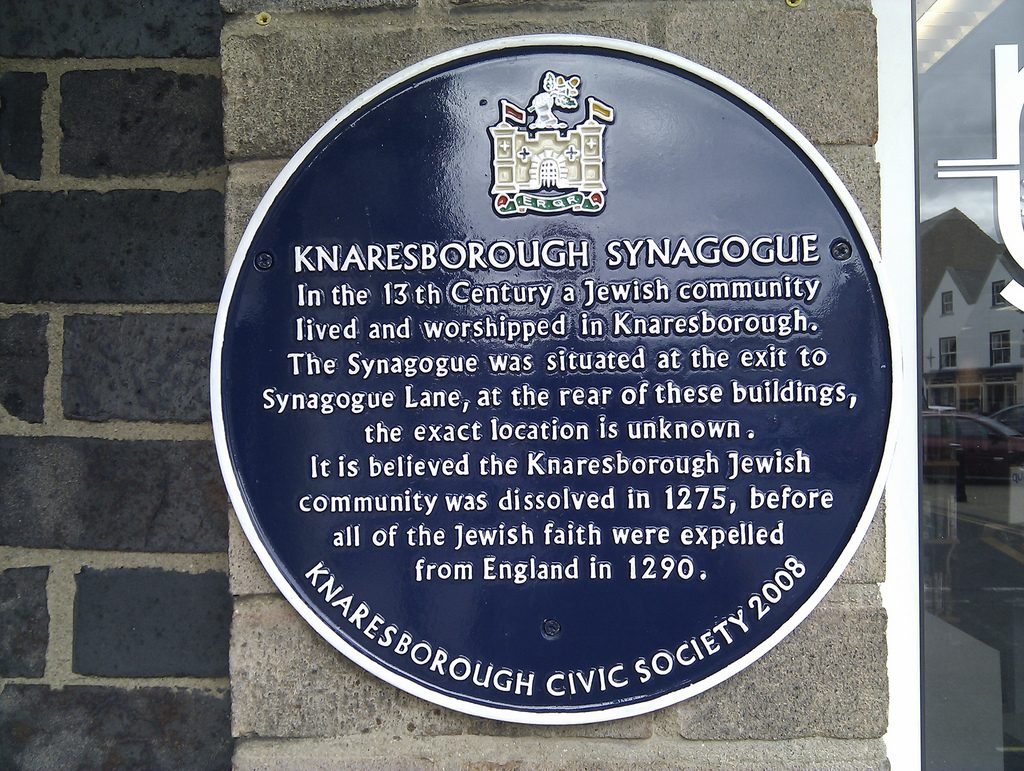 E.R.G.R.
KNARESBOROUGH SYNAGOGUE
In the 13th Century a Jewish community
lived and worshipped in Knaresborough.
The Synagogue was situated at the exit to
Synagogue Lane, at the rear of these buildings,
the exact location is unknown.
It is believed the Knaresborough Jewish
community was dissolved in 1275, before
all of the Jewish faith were expelled
from England in 1290.
KNARESBOROUGH CIVIC SOCIETY 2008